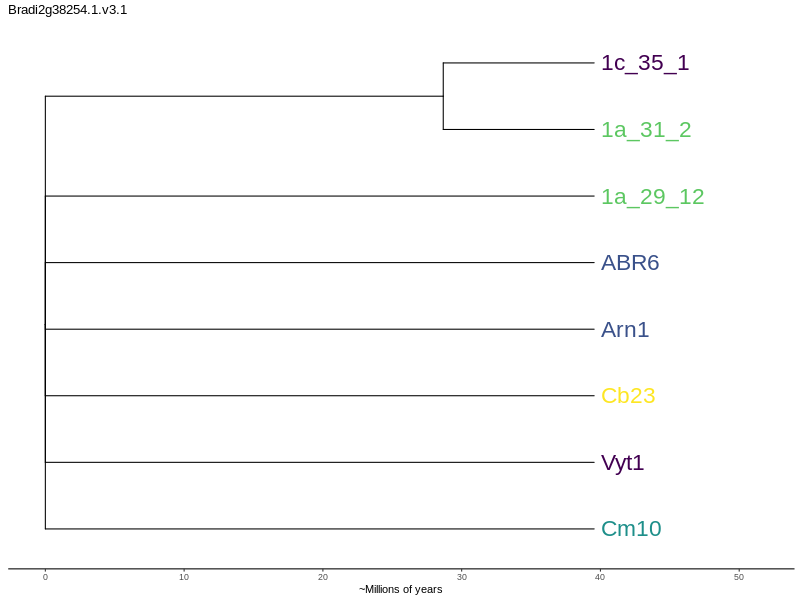 Bradi2g38254.1.v3.1
1c_35_1
1a_31_2
1a_29_12
ABR6
Arn1
Cb23
Vyt1
Cm10
0 10 20 30 40 50
~Millions of years